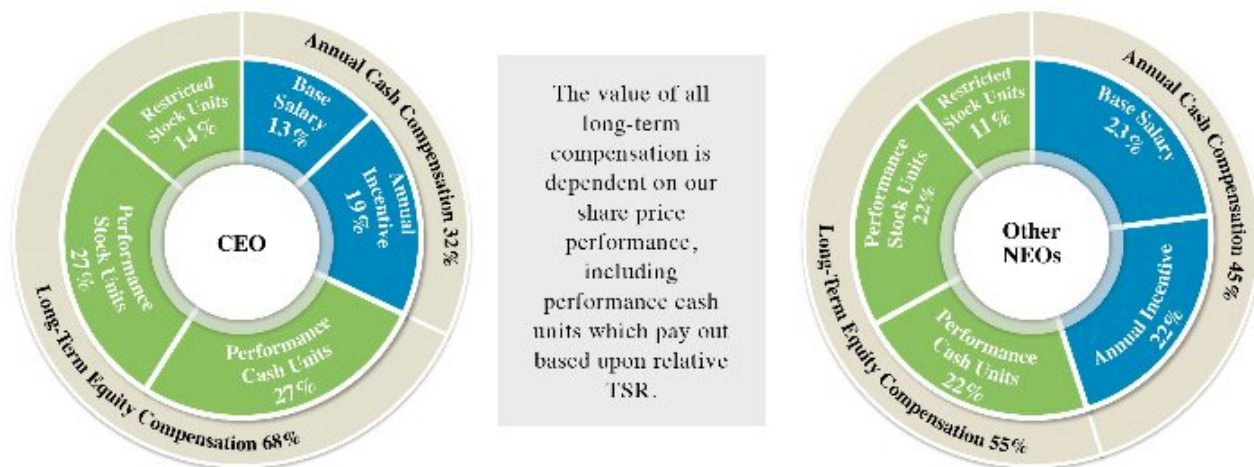 Annual Cash Compensation 32%
Base
Salary
13%
Annual
Incentive
19%
Performance
Cash Units
27%
Performance
Stock Units
27%
Restricted
Stock Units
14%
CEO
Long-Term Equity Compensation 68%
The value of all
long-term
compensation is
dependent on our
share price
performance,
including
performance cash
units which pay out
based upon relative
TSR.
Annual Cash Compensation 45%
Base Salary
23%
Annual Incentive
22%
Performance
Cash Units
22%
Performance
Stock Units
22%
Restricted
Stock Units
11%
Other
NEOs
Long-Term Equity Compensation 55%